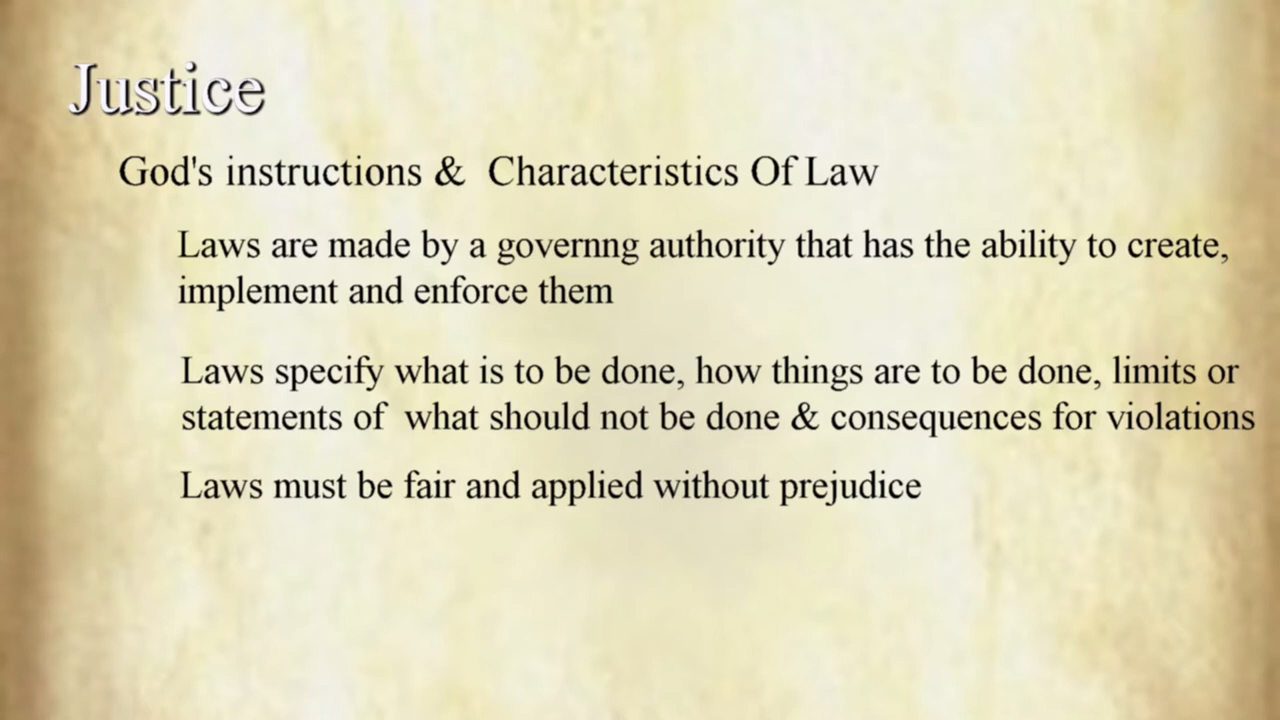 Justice
God's instructions &  Characteristics Of Law
Laws are made by a governng authority that has the ability to create,
implement and enforce them
Laws specify what is to be done, how things are to be done, limits or
statements of  what should not be done & consequences for violations
Laws must be fair and applied without prejudice